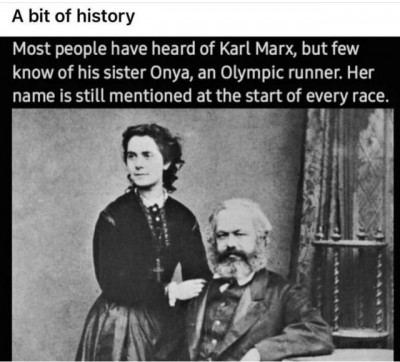 A bit of history
Most people have heard of Karl Marx, but few
know of his sister Onya, an Olympic runner. Her
name is still mentioned at the start of every race.